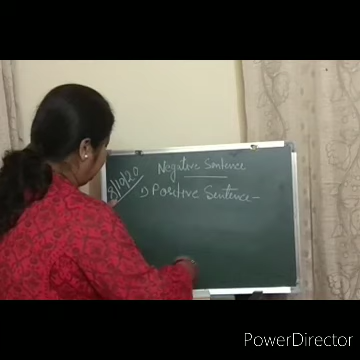 Negative Sentence
8/10/20
1) Positive Sentence –
PowerDirector